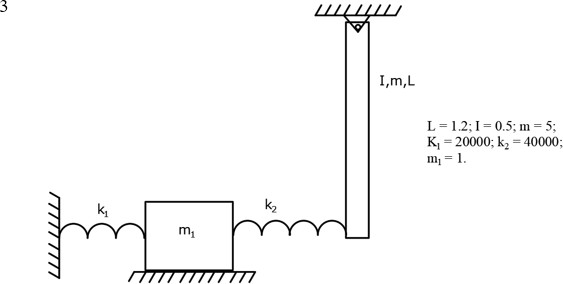 3
I,m,L
L = 1.2; I = 0.5; m = 5;
K₁ = 20000; k₂ = 40000;
m₁ = 1.
k₁
k₂
m₁